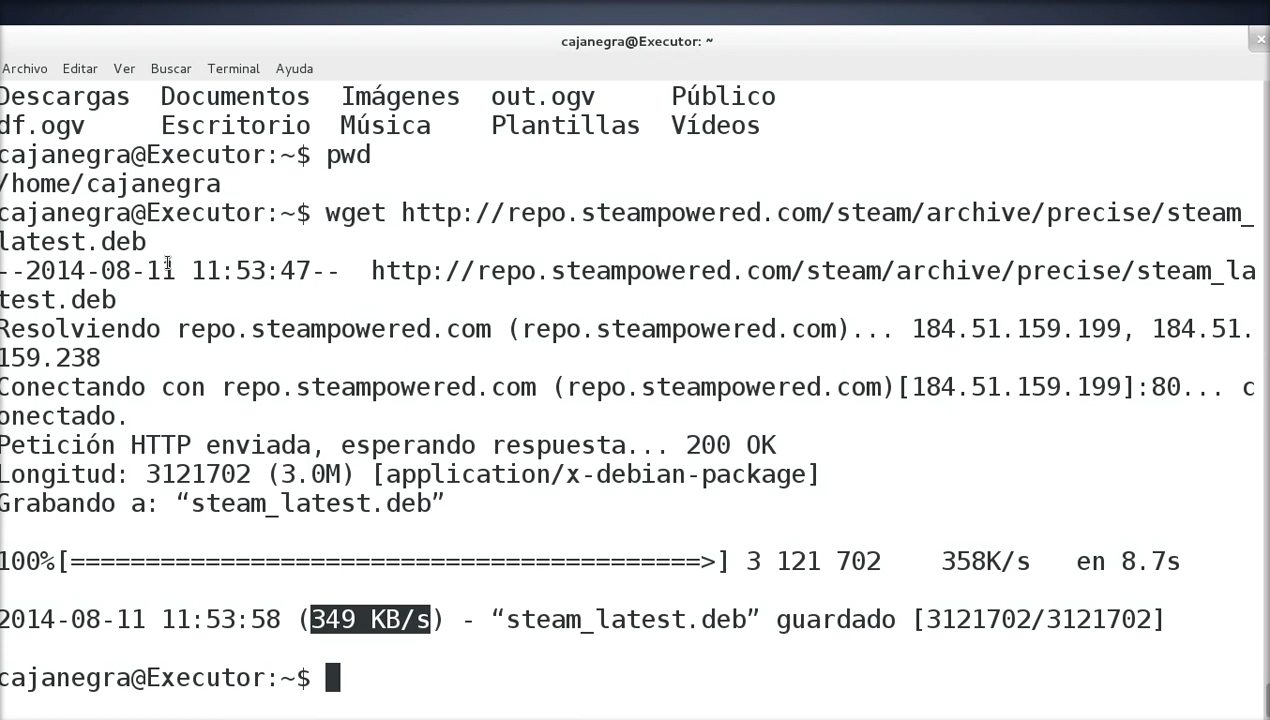 cajanegra@Executor: ~
Archivo Editar Ver Buscar Terminal Ayuda
Descargas Documentos Imágenes out.ogv Público
df.ogv Escritorio Música Plantillas Vídeos
cajanegra@Executor:~$ pwd
/home/cajanegra
cajanegra@Executor:~$ wget http://repo.steampowered.com/steam/archive/precise/steam_
latest.deb
--2014-08-11 11:53:47-- http://repo.steampowered.com/steam/archive/precise/steam_la
test.deb
Resolviendo repo.steampowered.com (repo.steampowered.com)... 184.51.159.199, 184.51.
159.238
Conectando con repo.steampowered.com (repo.steampowered.com)[184.51.159.199]:80... c
onectado.
Petición HTTP enviada, esperando respuesta... 200 OK
Longitud: 3121702 (3.0M) [application/x-debian-package]
Grabando a: “steam_latest.deb”
100%[==========================================>] 3 121 702 358K/s en 8.7s
2014-08-11 11:53:58 (349 KB/s) - “steam_latest.deb” guardado [3121702/3121702]
cajanegra@Executor:~$